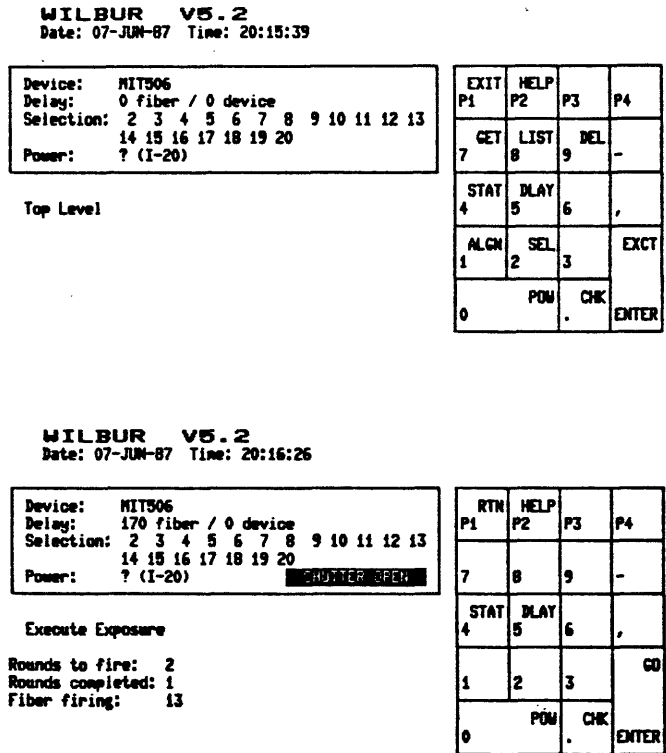 WILBUR V5.2
Date: 07-JUN-87 Time: 20:15:39
Device: MIT506
Delay: 0 fiber / 0 device
Selection: 2 3 4 5 6 7 8 9 10 11 12 13
14 15 16 17 18 19 20
Power: ? (I-20)
Top Level
EXIT HELP
P1 P2 P3 P4
GET LIST DEL
7 8 9 -
STAT DLAY
4 5 6 ,
ALGN SEL EXCT
1 2 3
POW CHK
0 . ENTER
WILBUR V5.2
Date: 07-JUN-87 Time: 20:16:26
Device: MIT506
Delay: 170 fiber / 0 device
Selection: 2 3 4 5 6 7 8 9 10 11 12 13
14 15 16 17 18 19 20
Power: ? (I-20) SHUTTER OPEN
Execute Exposure
Rounds to fire: 2
Rounds completed: 1
Fiber firing: 13
RTN HELP
P1 P2 P3 P4
7 8 9 -
STAT DLAY
4 5 6 ,
GO
1 2 3
POW CHK
0 . ENTER